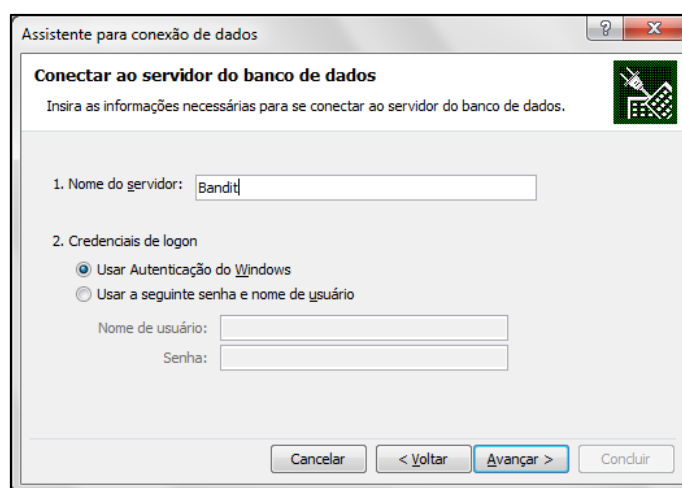 Assistente para conexão de dados
Conectar ao servidor do banco de dados
Insira as informações necessárias para se conectar ao servidor do banco de dados.
1. Nome do servidor: Bandit
2. Credenciais de logon
Usar Autenticação do Windows
Usar a seguinte senha e nome de usuário
Nome de usuário:
Senha:
Cancelar < Voltar Avançar > Concluir